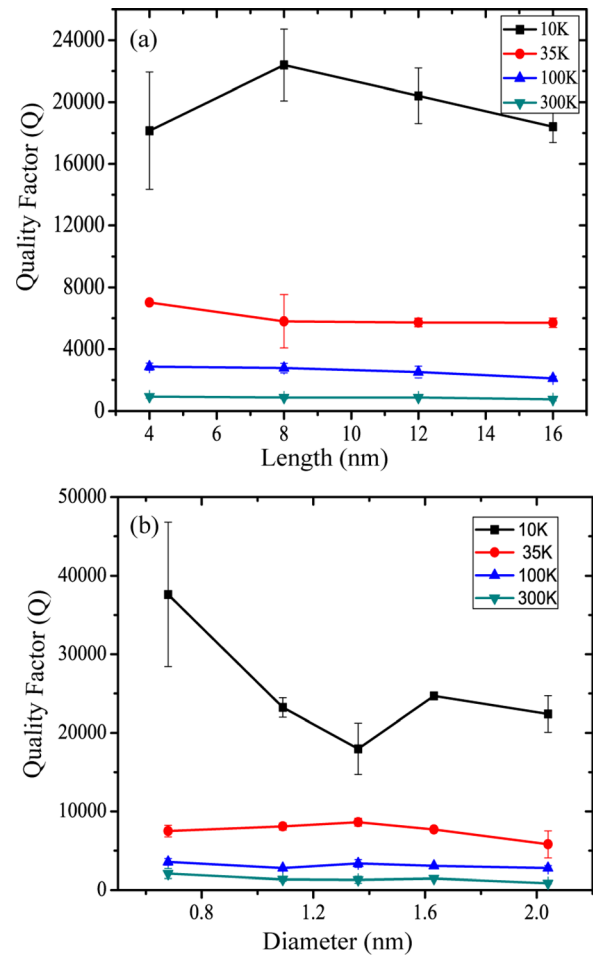 (a)
10K
35K
100K
300K
24000
20000
16000
12000
8000
4000
0
Quality Factor (Q)
4 6 8 10 12 14 16
Length (nm)
(b)
10K
35K
100K
300K
50000
40000
30000
20000
10000
0
Quality Factor (Q)
0.8 1.2 1.6 2.0
Diameter (nm)